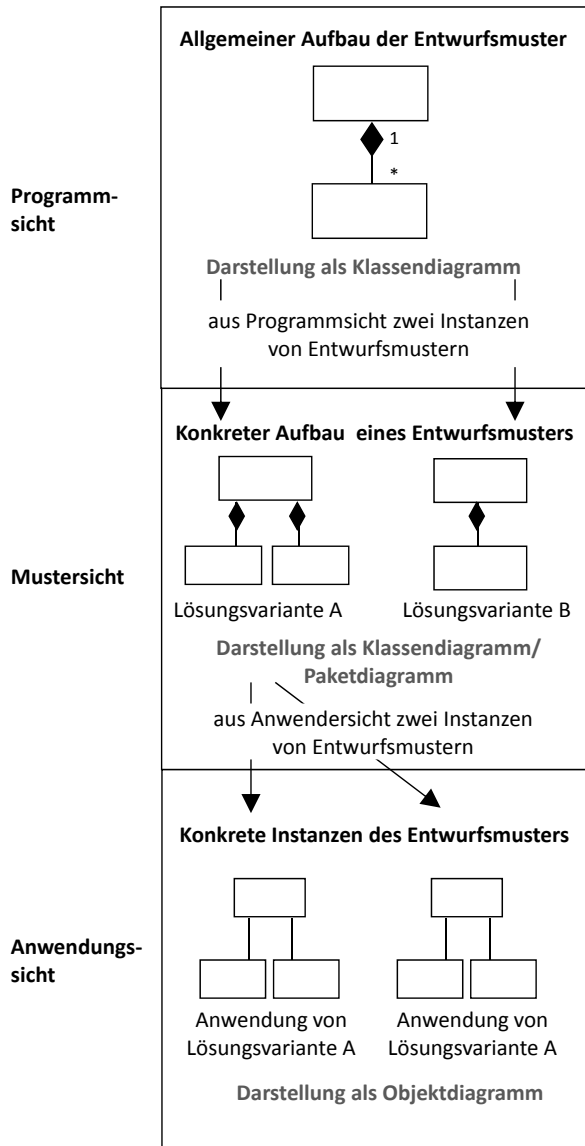 Allgemeiner Aufbau der Entwurfsmuster
1
*
Programm-
sicht
Darstellung als Klassendiagramm
aus Programmsicht zwei Instanzen
von Entwurfsmustern
Konkreter Aufbau eines Entwurfsmusters
Mustersicht
Lösungsvariante A
Lösungsvariante B
Darstellung als Klassendiagramm/
Paketdiagramm
aus Anwendersicht zwei Instanzen
von Entwurfsmustern
Konkrete Instanzen des Entwurfsmusters
Anwendungs-
sicht
Anwendung von
Lösungsvariante A
Anwendung von
Lösungsvariante A
Darstellung als Objektdiagramm